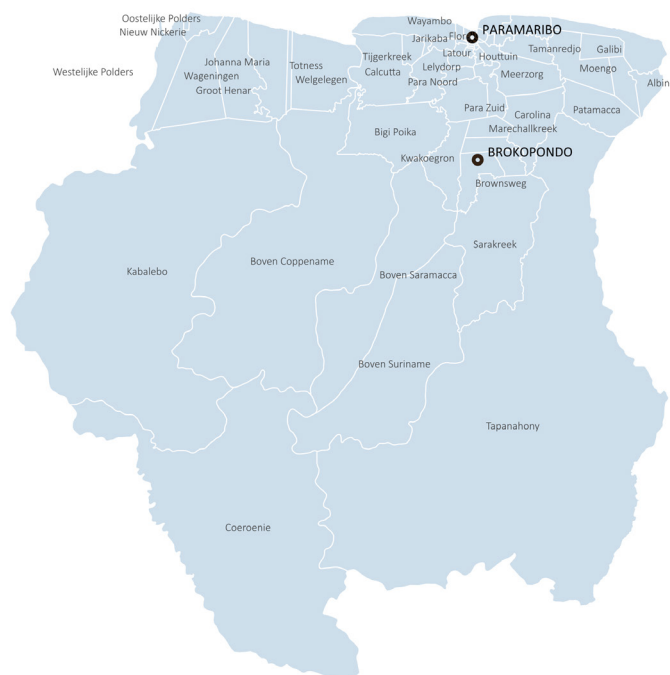 Oostelijke Polders
Nieuw Nickerie
Westelijke Polders
Johanna Maria
Wageningen
Groot Henar
Totness
Welgelegen
Tijgerkreek
Calcutta
Wayambo
Jarikaba
Flor
Latour
Lelydorp
Para Noord
PARAMARIBO
Houttuin
Meerzorg
Tamanredjo
Galibi
Moengo
Albin
Patamacca
Para Zuid
Carolina
Marechallkreek
Bigi Poika
Kwakoegron
BROKOPONDO
Brownsweg
Sarakreek
Kabalebo
Boven Coppename
Boven Saramacca
Boven Suriname
Tapanahony
Coeroenie